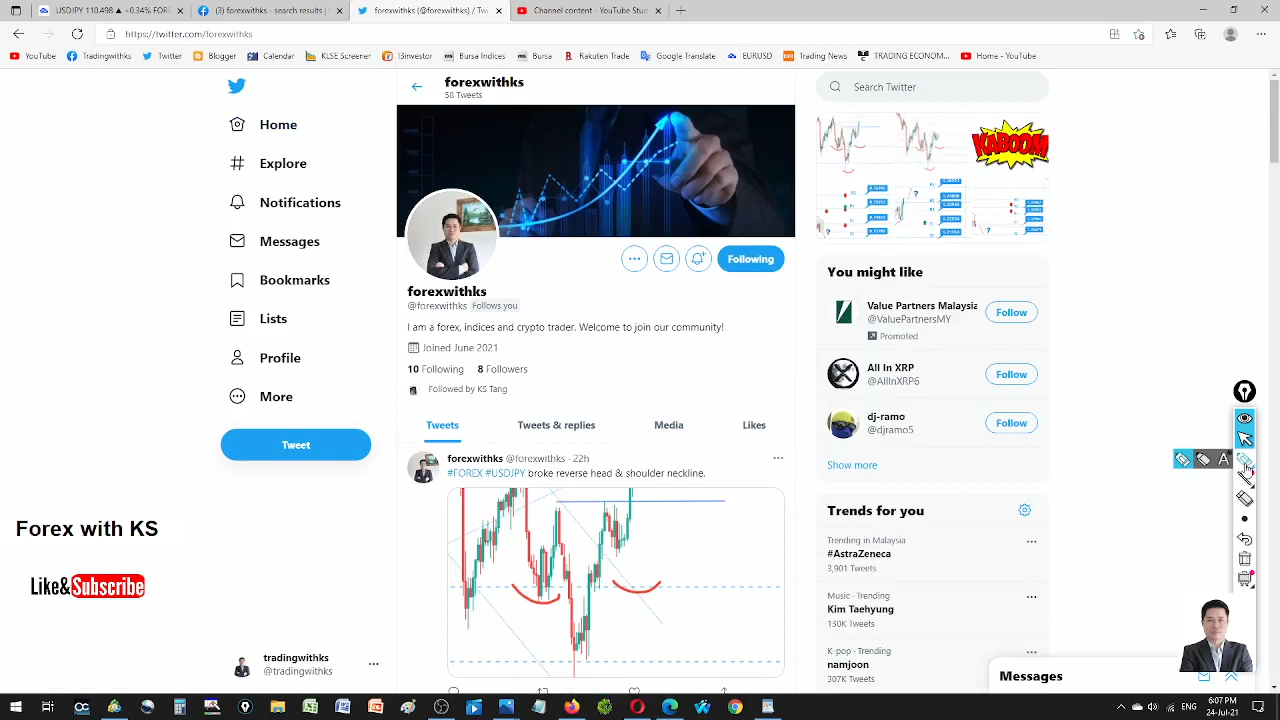 USDJPY 110.498 ▲ +0.34% FORE
(3) forexwithks - search results |
forexwithks (@forexwithks) / Twi
Channel content - YouTube Stud
https://twitter.com/forexwithks
YouTube
Tradingwithks
Twitter
Blogger
Calendar
KLSE Screener
I3investor
Bursa Indices
Bursa
Rakuten Trade
Google Translate
EURUSD
Trading News
TRADING ECONOM...
Home - YouTube
forexwithks
58 Tweets
Search Twitter
Home
Explore
Notifications
Messages
Bookmarks
Lists
Profile
More
Tweet
KABOOM
Following
forexwithks
@forexwithks Follows you
I am a forex, indices and crypto trader. Welcome to join our community!
Joined June 2021
10 Following 8 Followers
Followed by KS Tang
Tweets
Tweets & replies
Media
Likes
forexwithks @forexwithks · 22h
#FOREX #USDJPY broke reverse head & shoulder neckline.
You might like
Value Partners Malaysia
@ValuePartnersMY
Promoted
Follow
All In XRP
@AllInXRP6
Follow
dj-ramo
@djramo5
Follow
Show more
Trends for you
Trending in Malaysia
#AstraZeneca
3,901 Tweets
Music · Trending
Kim Taehyung
130K Tweets
K-pop · Trending
namjoon
307K Tweets
Messages
Forex with KS
Like&Subscribe
tradingwithks
@tradingwithks
ENG
6:07 PM
24-Jul-21